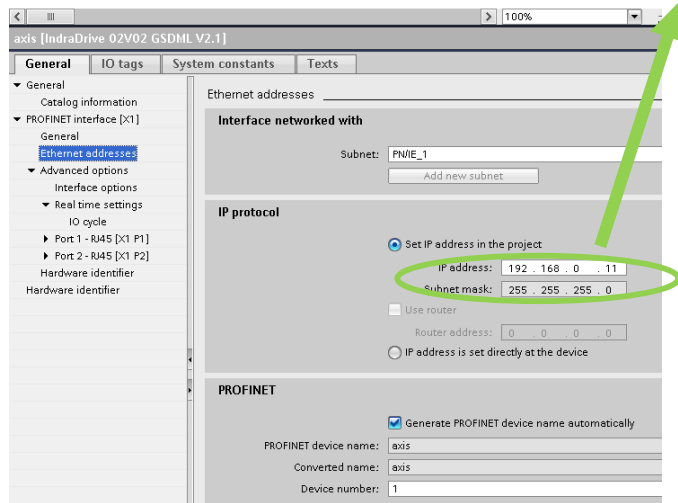 100%
axis [IndraDrive 02V02 GSDML V2.1]
General IO tags System constants Texts
General
Catalog information
PROFINET interface [X1]
General
Ethernet addresses
Advanced options
Interface options
Real time settings
IO cycle
Port 1 - RJ45 [X1 P1]
Port 2 - RJ45 [X1 P2]
Hardware identifier
Hardware identifier
Ethernet addresses
Interface networked with
Subnet: PN/IE_1
Add new subnet
IP protocol
Set IP address in the project
IP address: 192 . 168 . 0 . 11
Subnet mask: 255 . 255 . 255 . 0
Use router
Router address: 0 . 0 . 0 . 0
IP address is set directly at the device
PROFINET
Generate PROFINET device name automatically
PROFINET device name: axis
Converted name: axis
Device number: 1